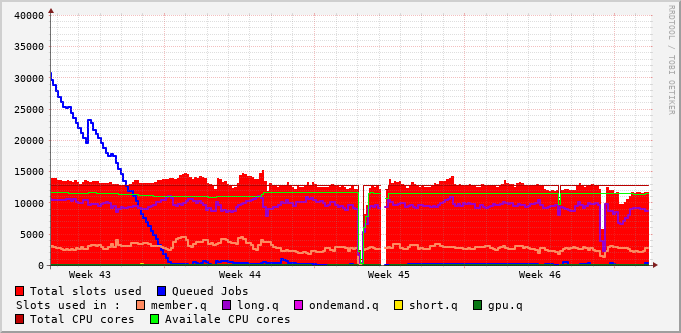 40000
35000
30000
25000
20000
15000
10000
5000
0
Week 43 Week 44 Week 45 Week 46
RRDTOOL / TOBI OETIKER
Total slots used Queued Jobs
Slots used in : member.q long.q ondemand.q short.q gpu.q
Total CPU cores Availale CPU cores